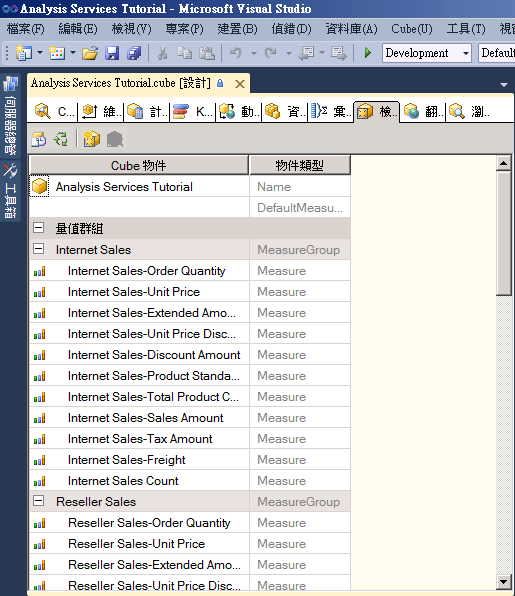 Analysis Services Tutorial - Microsoft Visual Studio
檔案(F) 編輯(E) 檢視(V) 專案(P) 建置(B) 偵錯(D) 資料庫(A) Cube(U) 工具(T)
Development Defaul
伺服器總管
工具箱
Analysis Services Tutorial.cube [設計]
C... 維... 計... K... 動... 資... 彙... 檢... 翻... 瀏...
Cube 物件 物件類型
Analysis Services Tutorial Name
DefaultMeasu...
量值群組
Internet Sales MeasureGroup
Internet Sales-Order Quantity Measure
Internet Sales-Unit Price Measure
Internet Sales-Extended Amo... Measure
Internet Sales-Unit Price Disc... Measure
Internet Sales-Discount Amount Measure
Internet Sales-Product Standa... Measure
Internet Sales-Total Product C... Measure
Internet Sales-Sales Amount Measure
Internet Sales-Tax Amount Measure
Internet Sales-Freight Measure
Internet Sales Count Measure
Reseller Sales MeasureGroup
Reseller Sales-Order Quantity Measure
Reseller Sales-Unit Price Measure
Reseller Sales-Extended Amo... Measure
Reseller Sales-Unit Price Disc... Measure